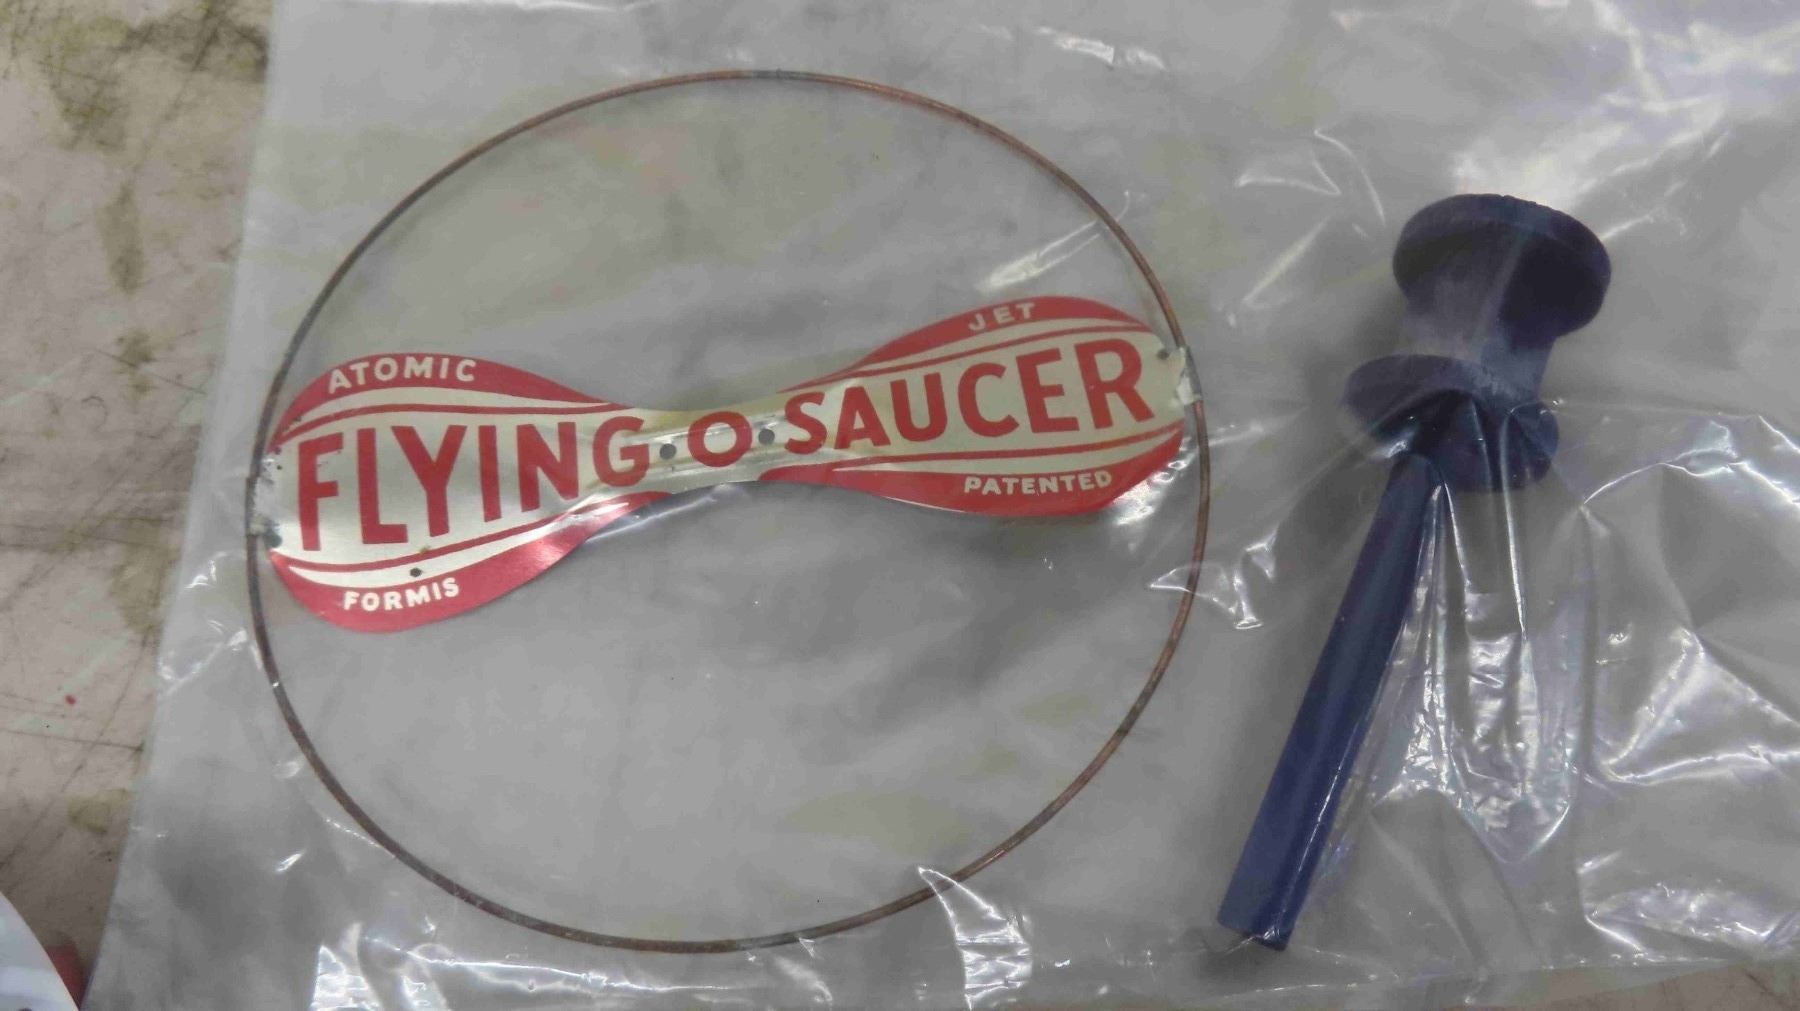 ATOMIC JET
FLYING O SAUCER
FORMIS PATENTED